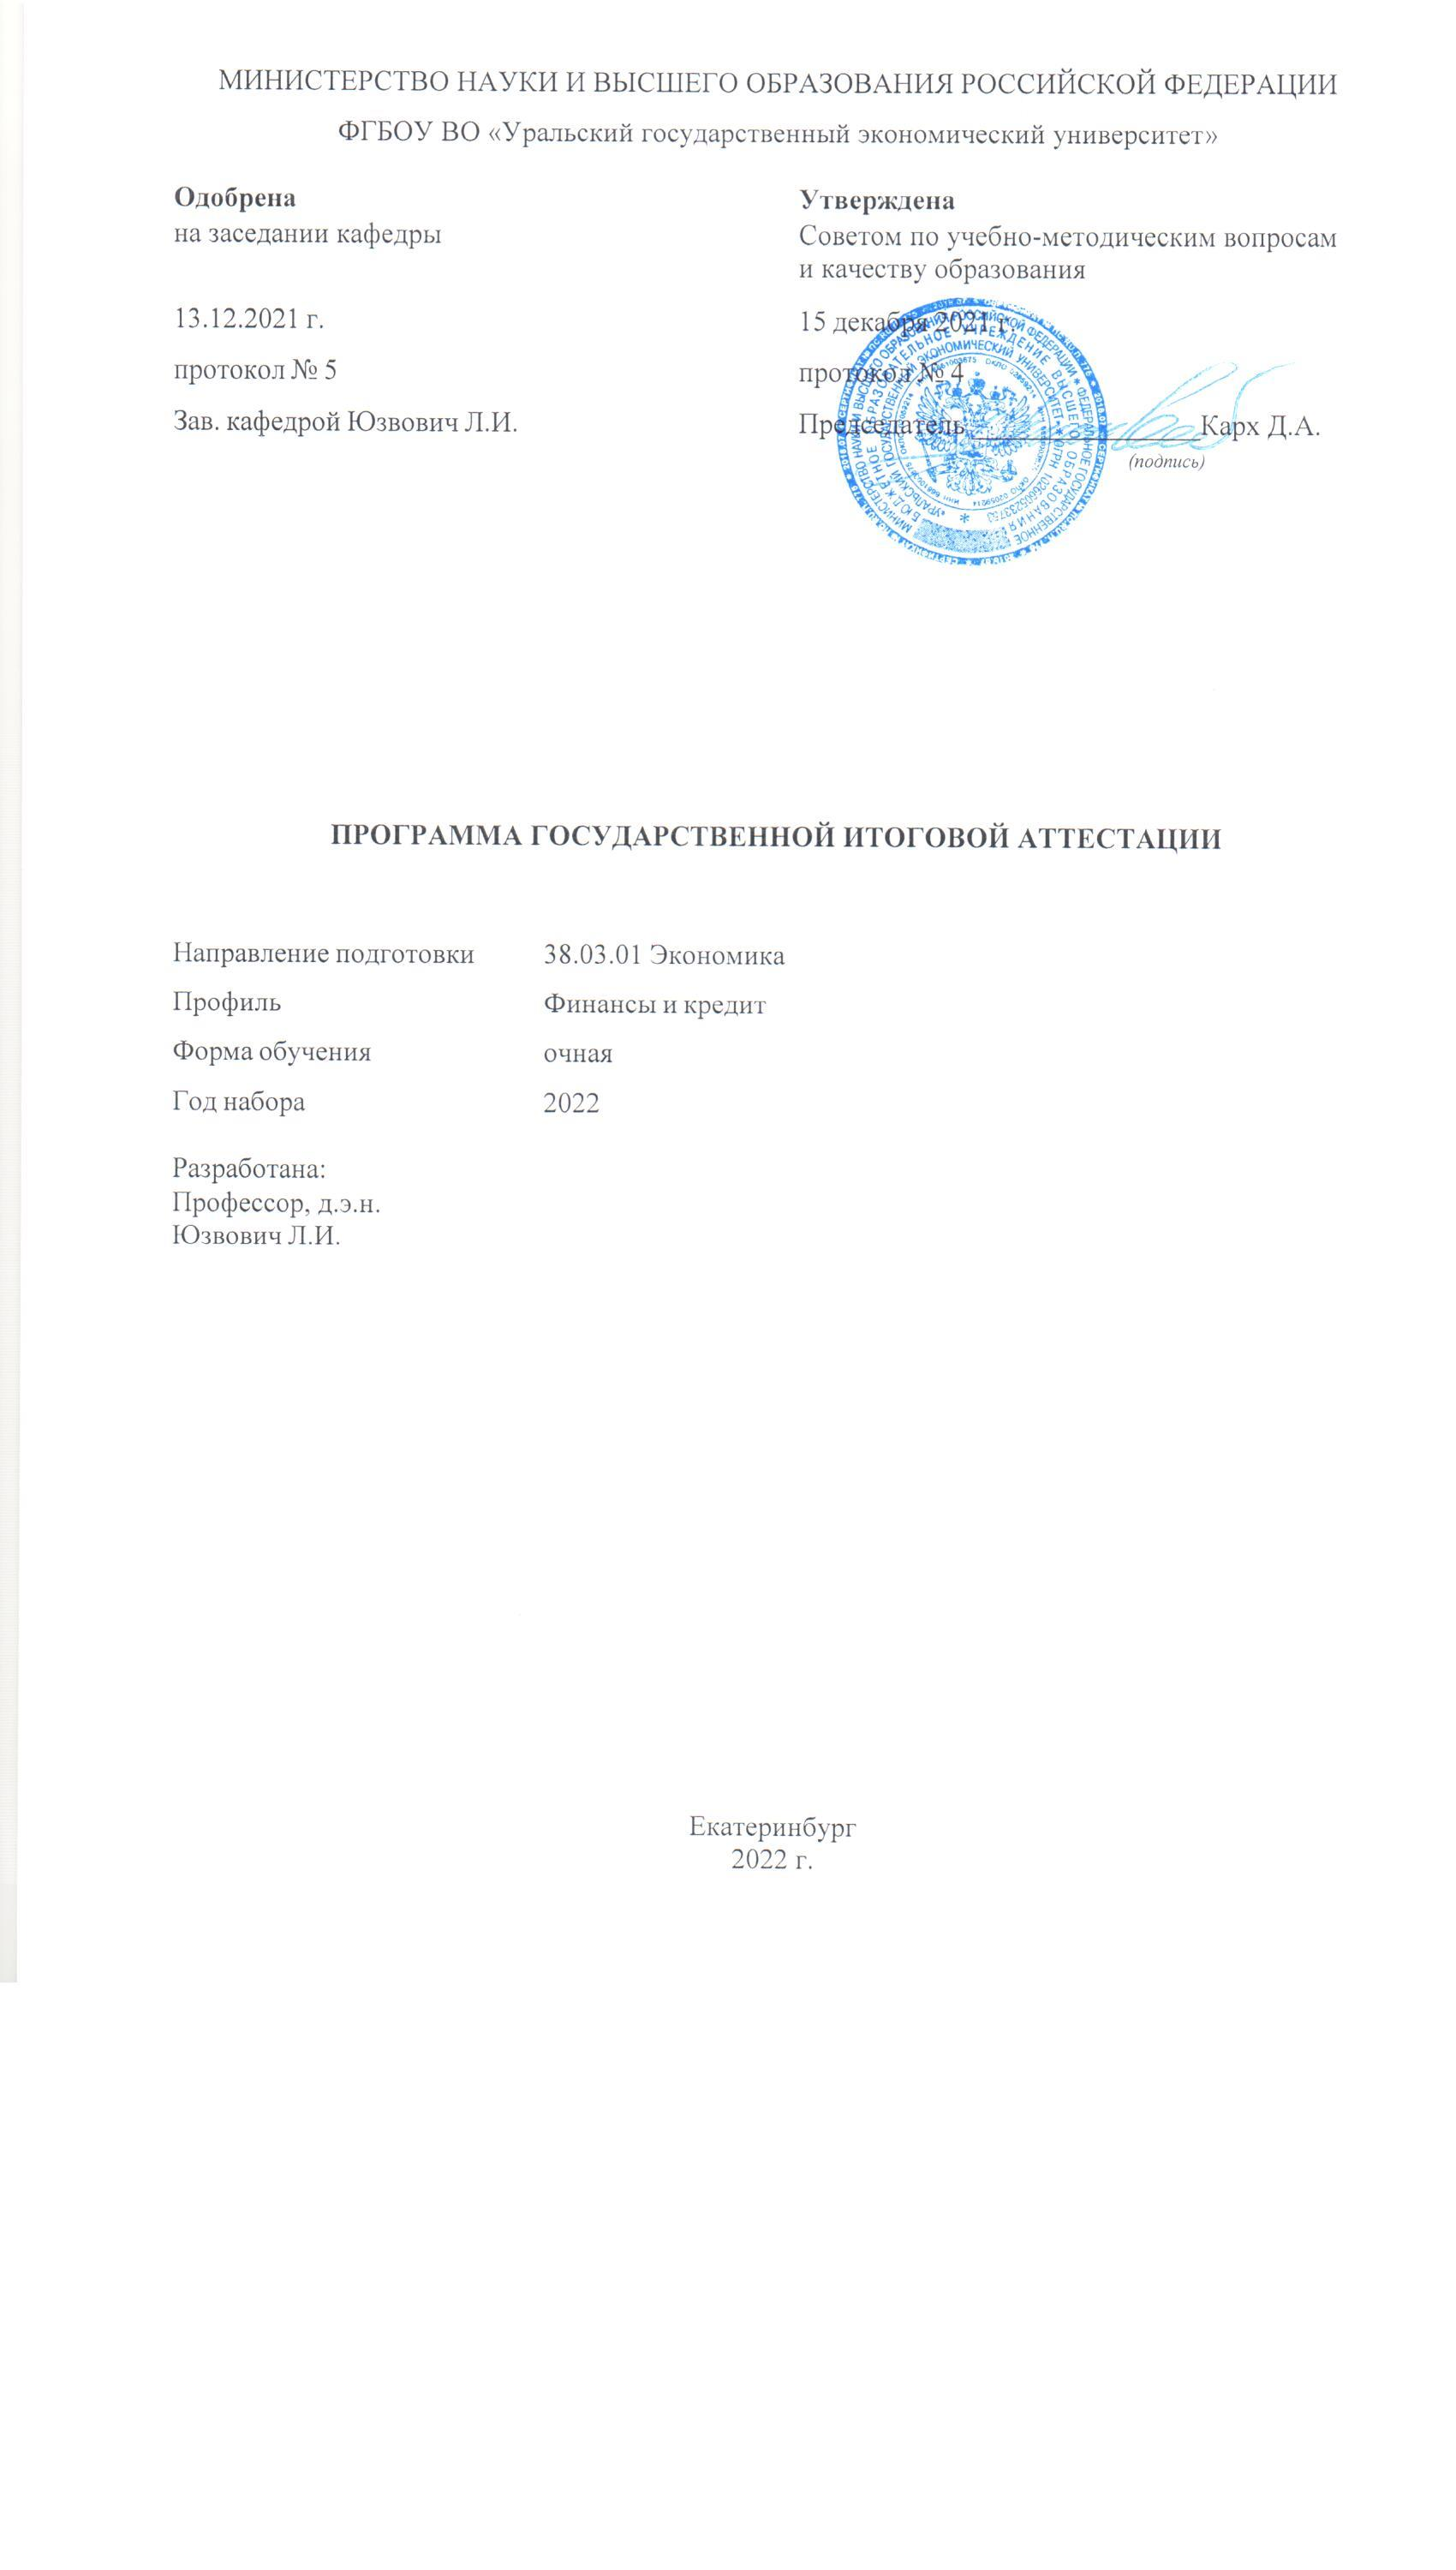 МИНИСТЕРСТВО НАУКИ И ВЫСШЕГО ОБРАЗОВАНИЯ РОССИЙСКОЙ ФЕДЕРАЦИИ
ФГБОУ ВО «Уральский государственный экономический университет»
Одобрена
на заседании кафедры
13.12.2021 г.
протокол № 5
Зав. кафедрой Юзвович Л.И.
Утверждена
Советом по учебно-методическим вопросам
и качеству образования
15 декабря 2021 г.
протокол № 4
Председатель Карх Д.А.
(подпись)
ПРОГРАММА ГОСУДАРСТВЕННОЙ ИТОГОВОЙ АТТЕСТАЦИИ
Направление подготовки 38.03.01 Экономика
Профиль Финансы и кредит
Форма обучения очная
Год набора 2022
Разработана:
Профессор, д.э.н.
Юзвович Л.И.
Екатеринбург
2022 г.